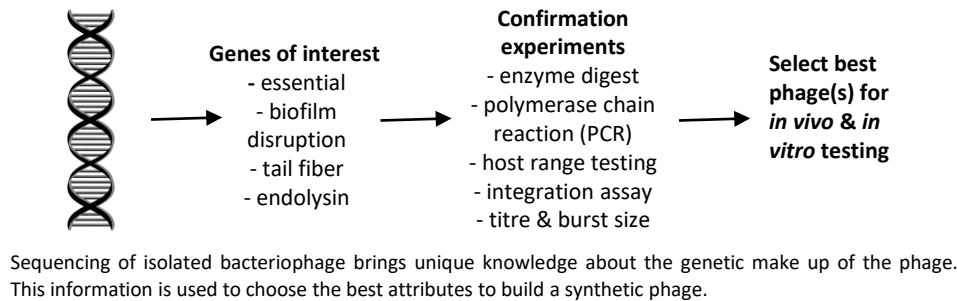 Genes of interest
- essential
- biofilm
disruption
- tail fiber
- endolysin
Confirmation
experiments
- enzyme digest
- polymerase chain
reaction (PCR)
- host range testing
- integration assay
- titre & burst size
Select best
phage(s) for
in vivo & in
vitro testing
Sequencing of isolated bacteriophage brings unique knowledge about the genetic make up of the phage.
This information is used to choose the best attributes to build a synthetic phage.